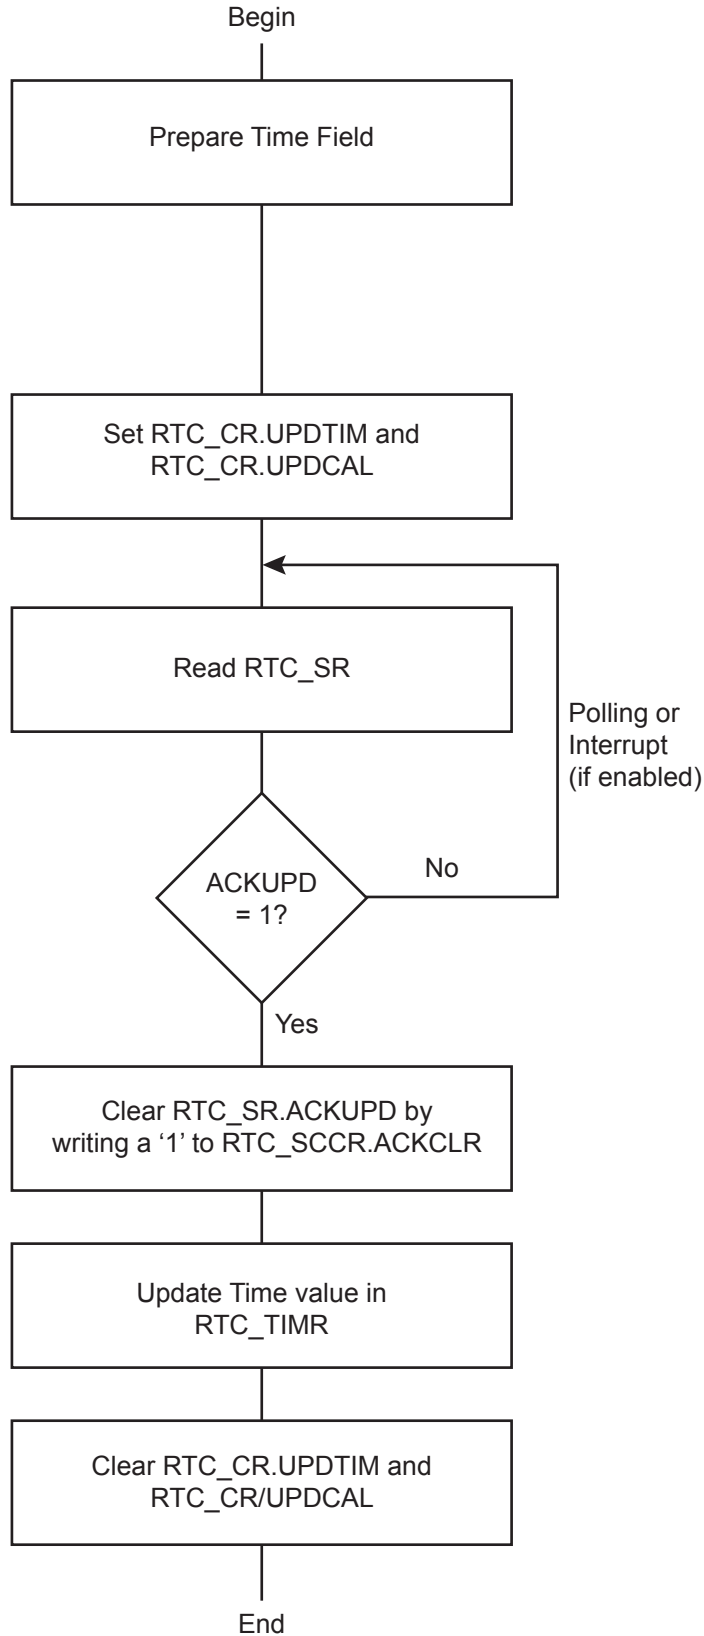 Begin
Prepare Time Field
Set RTC_CR.UPDTIM and
RTC_CR.UPDCAL
Read RTC_SR
Polling or
Interrupt
(if enabled)
ACKUPD
= 1?
No
Yes
Clear RTC_SR.ACKUPD by
writing a ‘1’ to RTC_SCCR.ACKCLR
Update Time value in
RTC_TIMR
Clear RTC_CR.UPDTIM and
RTC_CR/UPDCAL
End